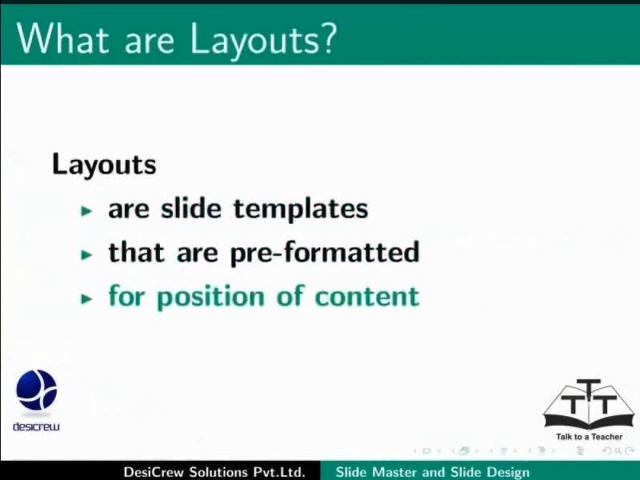 What are Layouts?
Layouts
are slide templates
that are pre-formatted
for position of content
desicrew
TTT
Talk to a Teacher
DesiCrew Solutions Pvt.Ltd. Slide Master and Slide Design